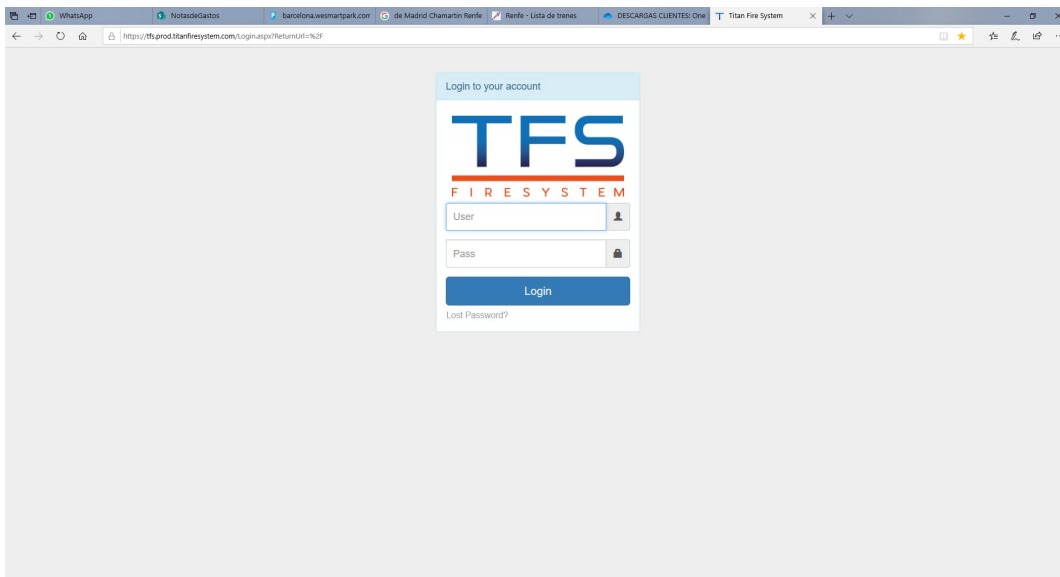 WhatsApp
NotasdeGastos
barcelona.wesmartpark.com
de Madrid Chamartin Renfe
Renfe - Lista de trenes
DESCARGAS CLIENTES: One
Titan Fire System
https://tfs.prod.titanfiresystem.com/Login.aspx?ReturnUrl=%2F
Login to your account
TFS
FIRESYSTEM
User
Pass
Login
Lost Password?